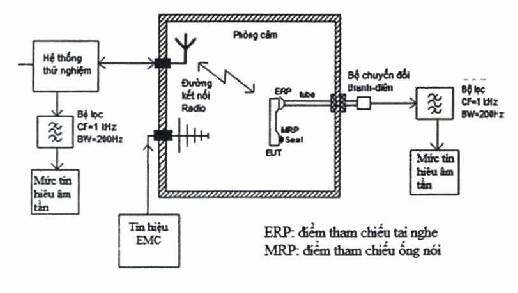 Phòng câm
Hệ thống
thử nghiệm
Đường
kết nối
Radio
ERP
tube
Bộ chuyển đổi
thanh-điện
Bộ lọc
CF=1 kHz
BW=200Hz
MRP
Seal
EUT
Bộ lọc
CF=1 kHz
BW=200Hz
Mức tín
hiệu âm
tần
Mức tín
hiệu âm
tần
Tín hiệu
EMC
ERP: điểm tham chiếu tai nghe
MRP: điểm tham chiếu ống nói